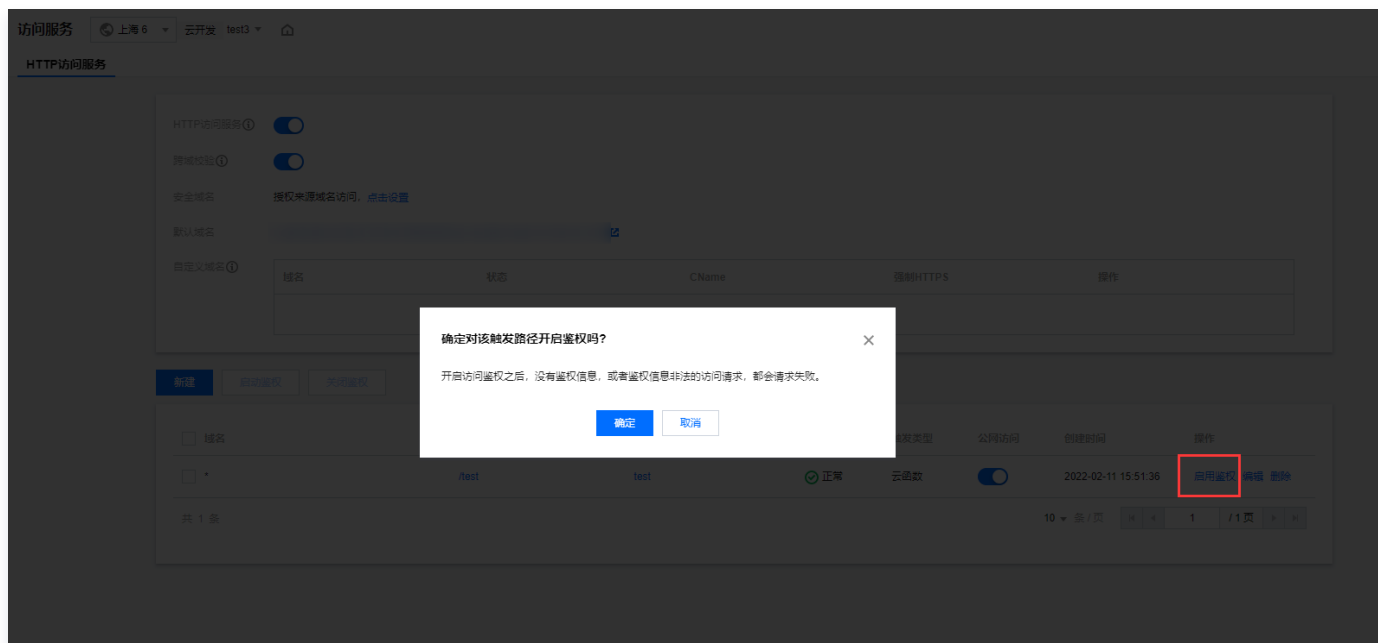 访问服务 上海 6 云开发 test3
HTTP访问服务
HTTP访问服务
跨域校验
安全域名 授权来源域名访问，点击设置
默认域名
自定义域名
域名 状态 CName 强制HTTPS 操作
确定对该触发路径开启鉴权吗？
开启访问鉴权之后，没有鉴权信息，或者鉴权信息非法的访问请求，都会请求失败。
确定 取消
新建 启动鉴权 关闭鉴权
域名 触发类型 公网访问 创建时间 操作
* /test test 正常 云函数 2022-02-11 15:51:36 启用鉴权 编辑 删除
共 1 条 10 条 / 页 1 / 1 页